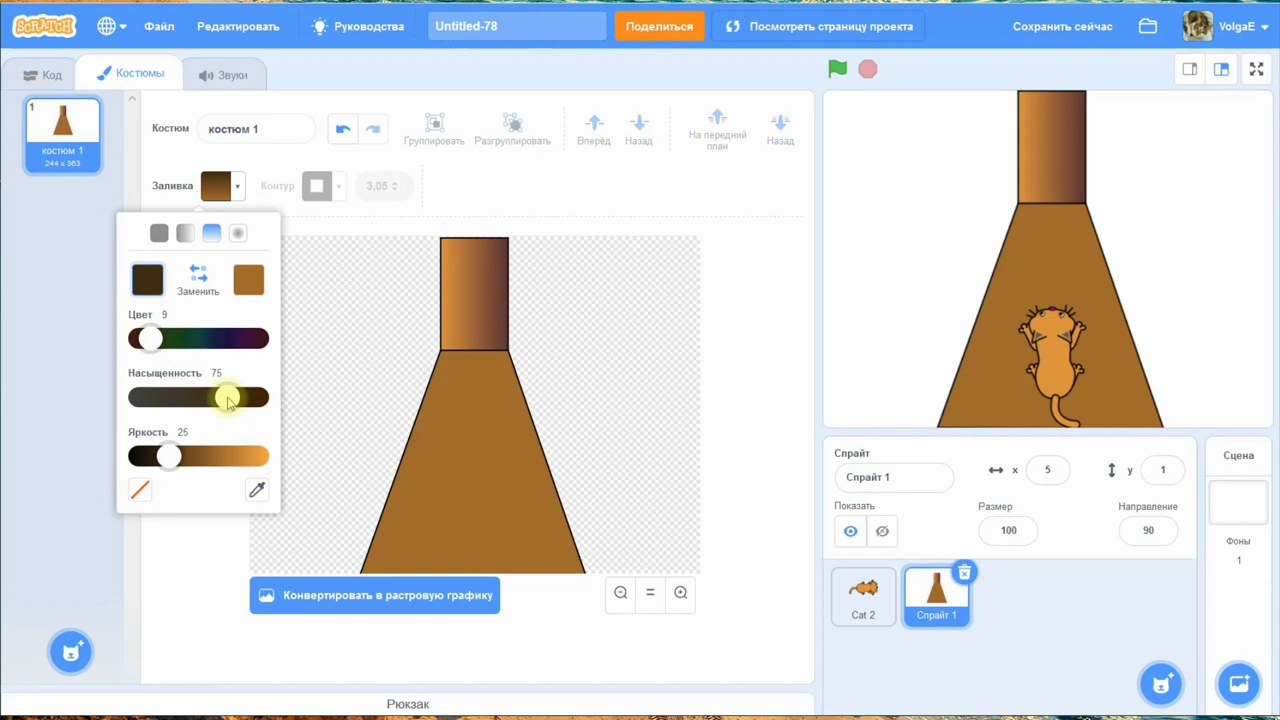 SCRATCH
Файл
Редактировать
Руководства
Untitled-78
Поделиться
Посмотреть страницу проекта
Сохранить сейчас
VolgaE
Код
Костюмы
Звуки
1
костюм 1
244 x 363
Костюм
костюм 1
Группировать
Разгруппировать
Вперёд
Назад
На передний план
Назад
Заливка
Контур
3,05
Заменить
Цвет 9
Насыщенность 75
Яркость 25
Конвертировать в растровую графику
=
Рюкзак
Спрайт
Спрайт 1
x 5
y 1
Показать
Размер
100
Направление
90
Cat 2
Спрайт 1
Сцена
Фоны
1